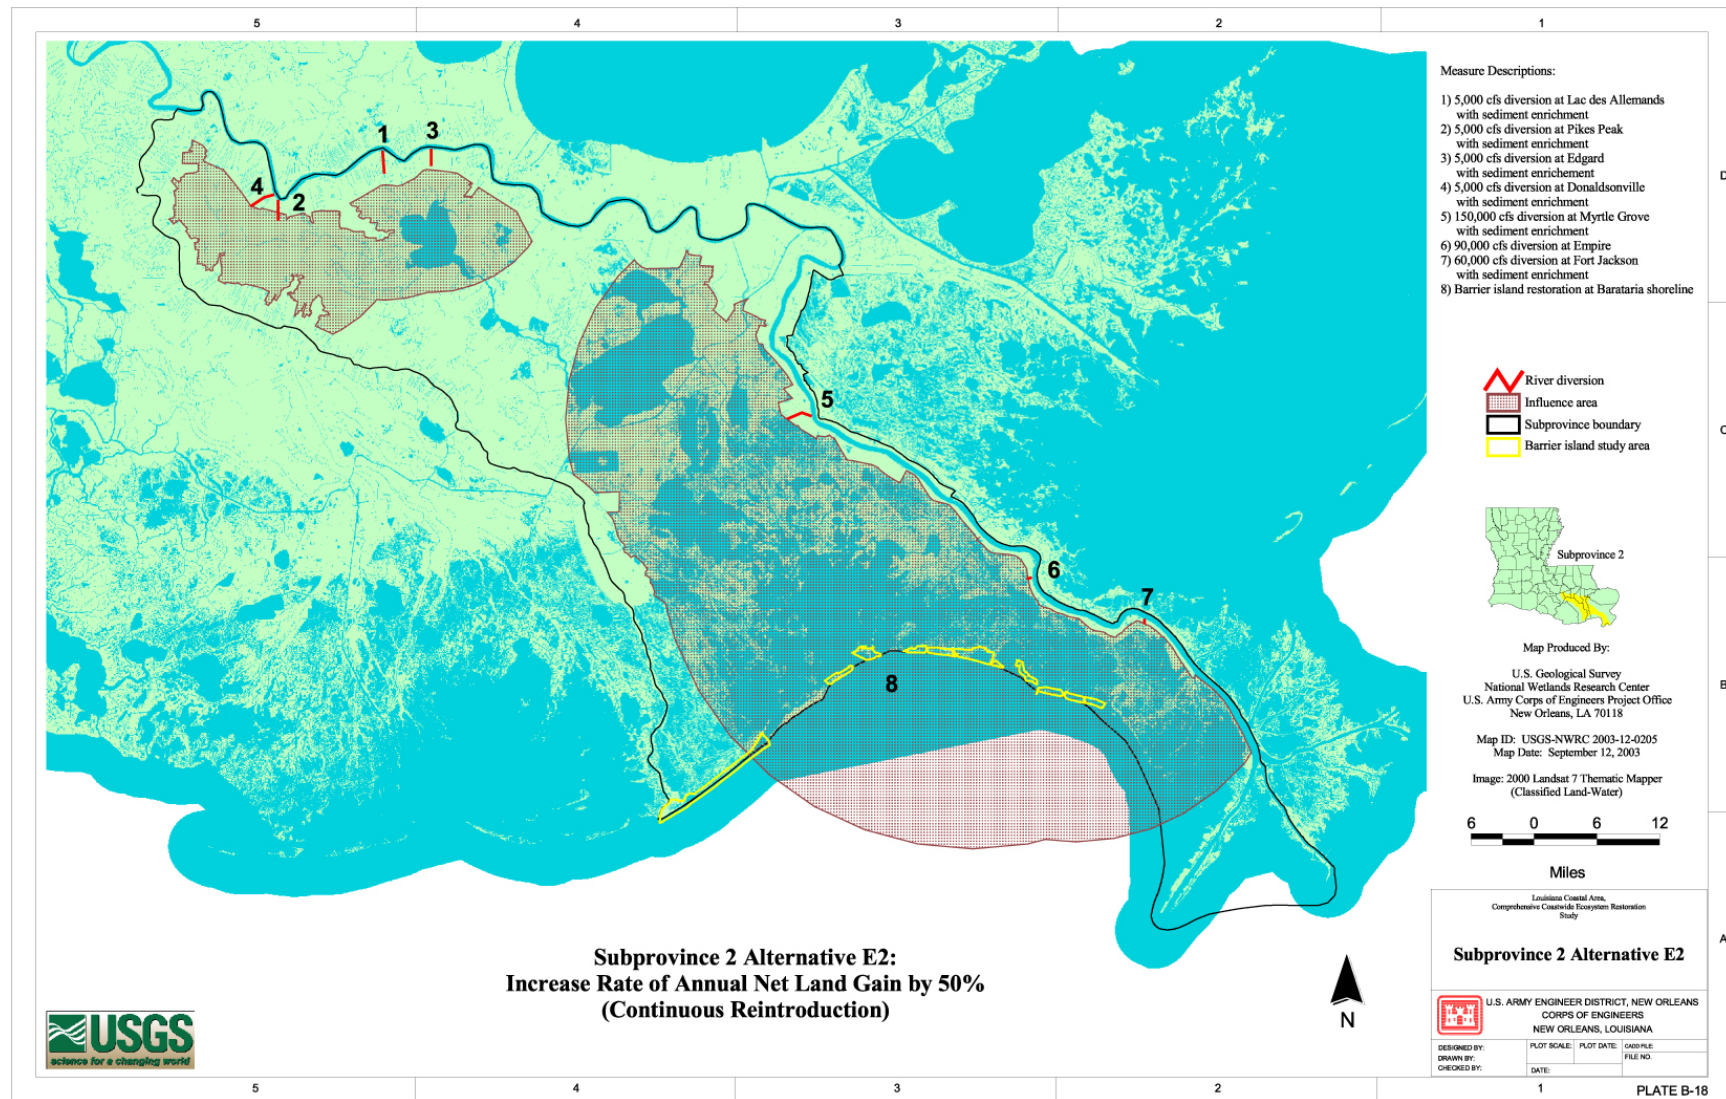 5 4 3 2 1
Measure Descriptions:
1) 5,000 cfs diversion at Lac des Allemands
with sediment enrichment
2) 5,000 cfs diversion at Pikes Peak
with sediment enrichment
3) 5,000 cfs diversion at Edgard
with sediment enrichement
4) 5,000 cfs diversion at Donaldsonville
with sediment enrichment
5) 150,000 cfs diversion at Myrtle Grove
with sediment enrichment
6) 90,000 cfs diversion at Empire
7) 60,000 cfs diversion at Fort Jackson
with sediment enrichment
8) Barrier island restoration at Barataria shoreline
D
C
B
A
1
3
4
2
5
6
7
8
River diversion
Influence area
Subprovince boundary
Barrier island study area
Subprovince 2
Map Produced By:
U.S. Geological Survey
National Wetlands Research Center
U.S. Army Corps of Engineers Project Office
New Orleans, LA 70118
Map ID: USGS-NWRC 2003-12-0205
Map Date: September 12, 2003
Image: 2000 Landsat 7 Thematic Mapper
(Classified Land-Water)
6 0 6 12
Miles
Louisiana Coastal Area,
Comprehensive Coastwide Ecosystem Restoration
Study
Subprovince 2 Alternative E2
U.S. ARMY ENGINEER DISTRICT, NEW ORLEANS
CORPS OF ENGINEERS
NEW ORLEANS, LOUISIANA
DESIGNED BY:
DRAWN BY:
CHECKED BY:
PLOT SCALE:
PLOT DATE:
CADD FILE:
FILE NO.
DATE:
Subprovince 2 Alternative E2:
Increase Rate of Annual Net Land Gain by 50%
(Continuous Reintroduction)
N
USGS
science for a changing world
5 4 3 2 1
PLATE B-18